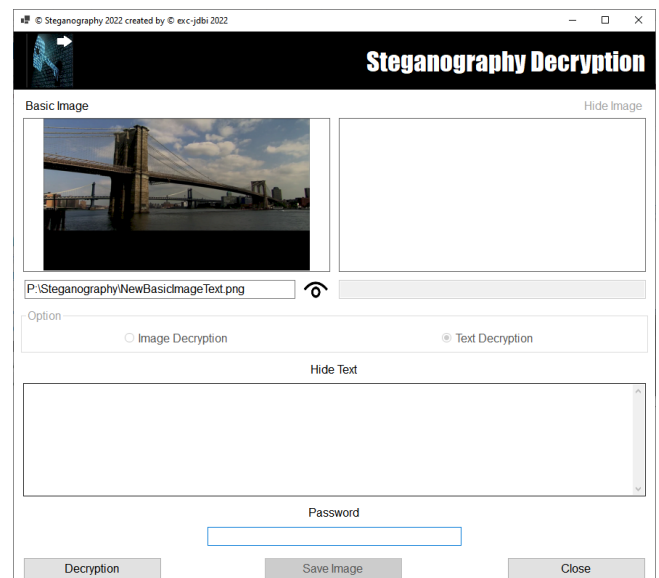 © Steganography 2022 created by © exc-jdbi 2022
Steganography Decryption
Basic Image
Hide Image
P:\Steganography\NewBasicImageText.png
Option
Image Decryption
Text Decryption
Hide Text
Password
Decryption
Save Image
Close